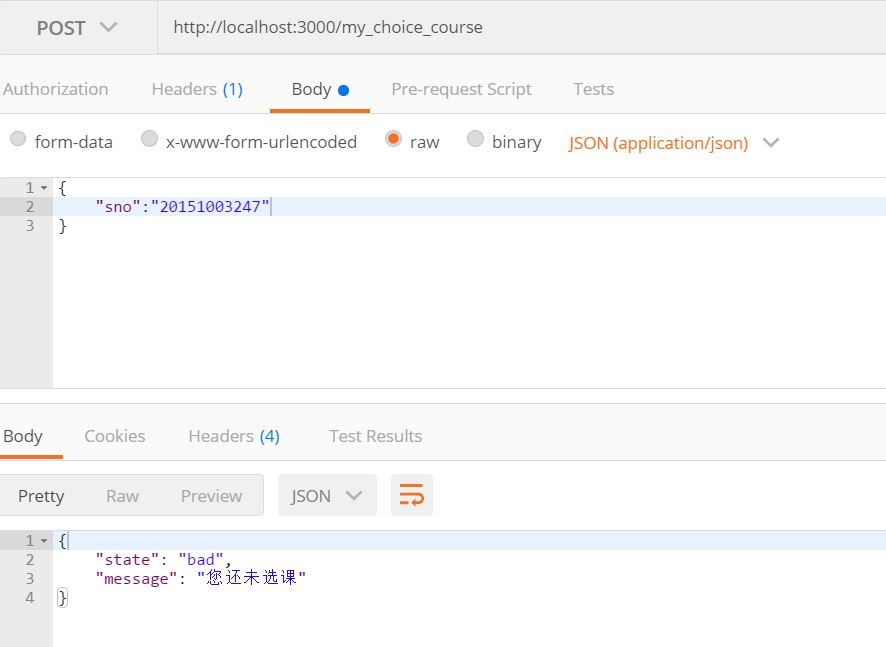 POST http://localhost:3000/my_choice_course
Authorization Headers (1) Body Pre-request Script Tests
form-data x-www-form-urlencoded raw binary JSON (application/json)
1 {
2 "sno":"20151003247"
3 }
Body Cookies Headers (4) Test Results
Pretty Raw Preview JSON
1 {
2 "state": "bad",
3 "message": "您还未选课"
4 }